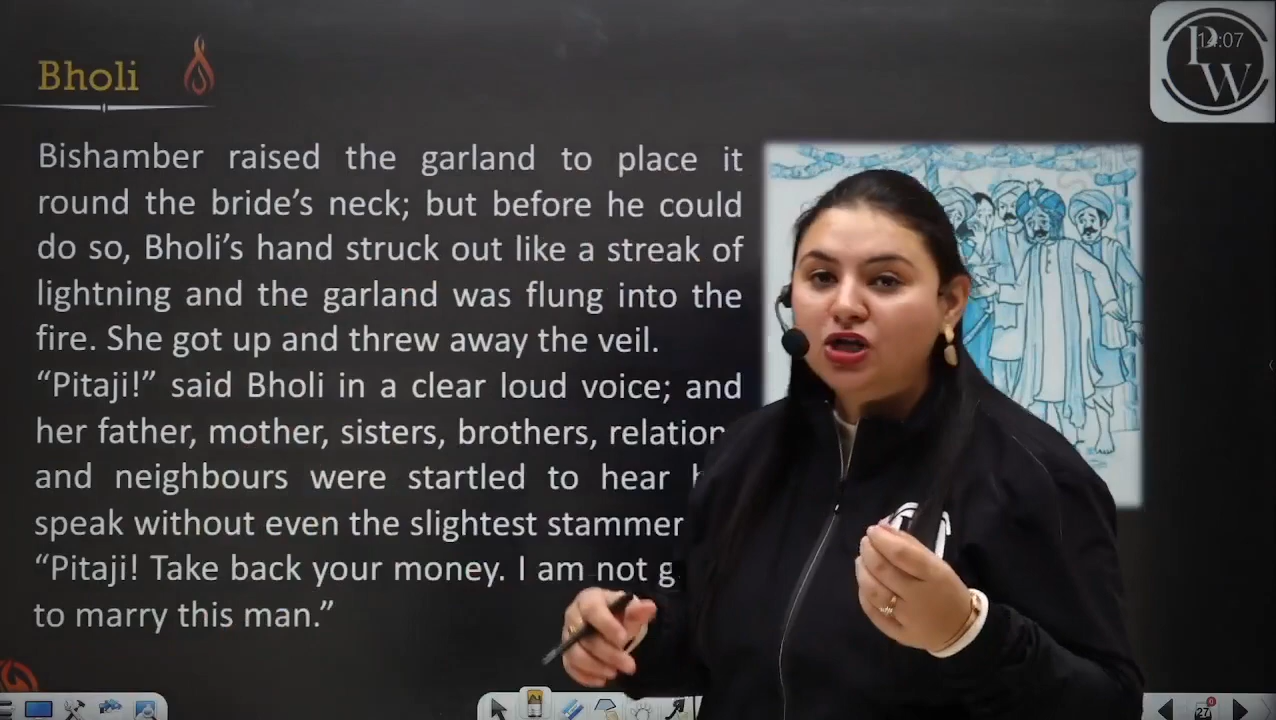 Bholi
14:07
PW
Bishamber raised the garland to place it
round the bride’s neck; but before he could
do so, Bholi’s hand struck out like a streak of
lightning and the garland was flung into the
fire. She got up and threw away the veil.
“Pitaji!” said Bholi in a clear loud voice; and
her father, mother, sisters, brothers, relation
and neighbours were startled to hear
speak without even the slightest stammer
“Pitaji! Take back your money. I am not g
to marry this man.”
27